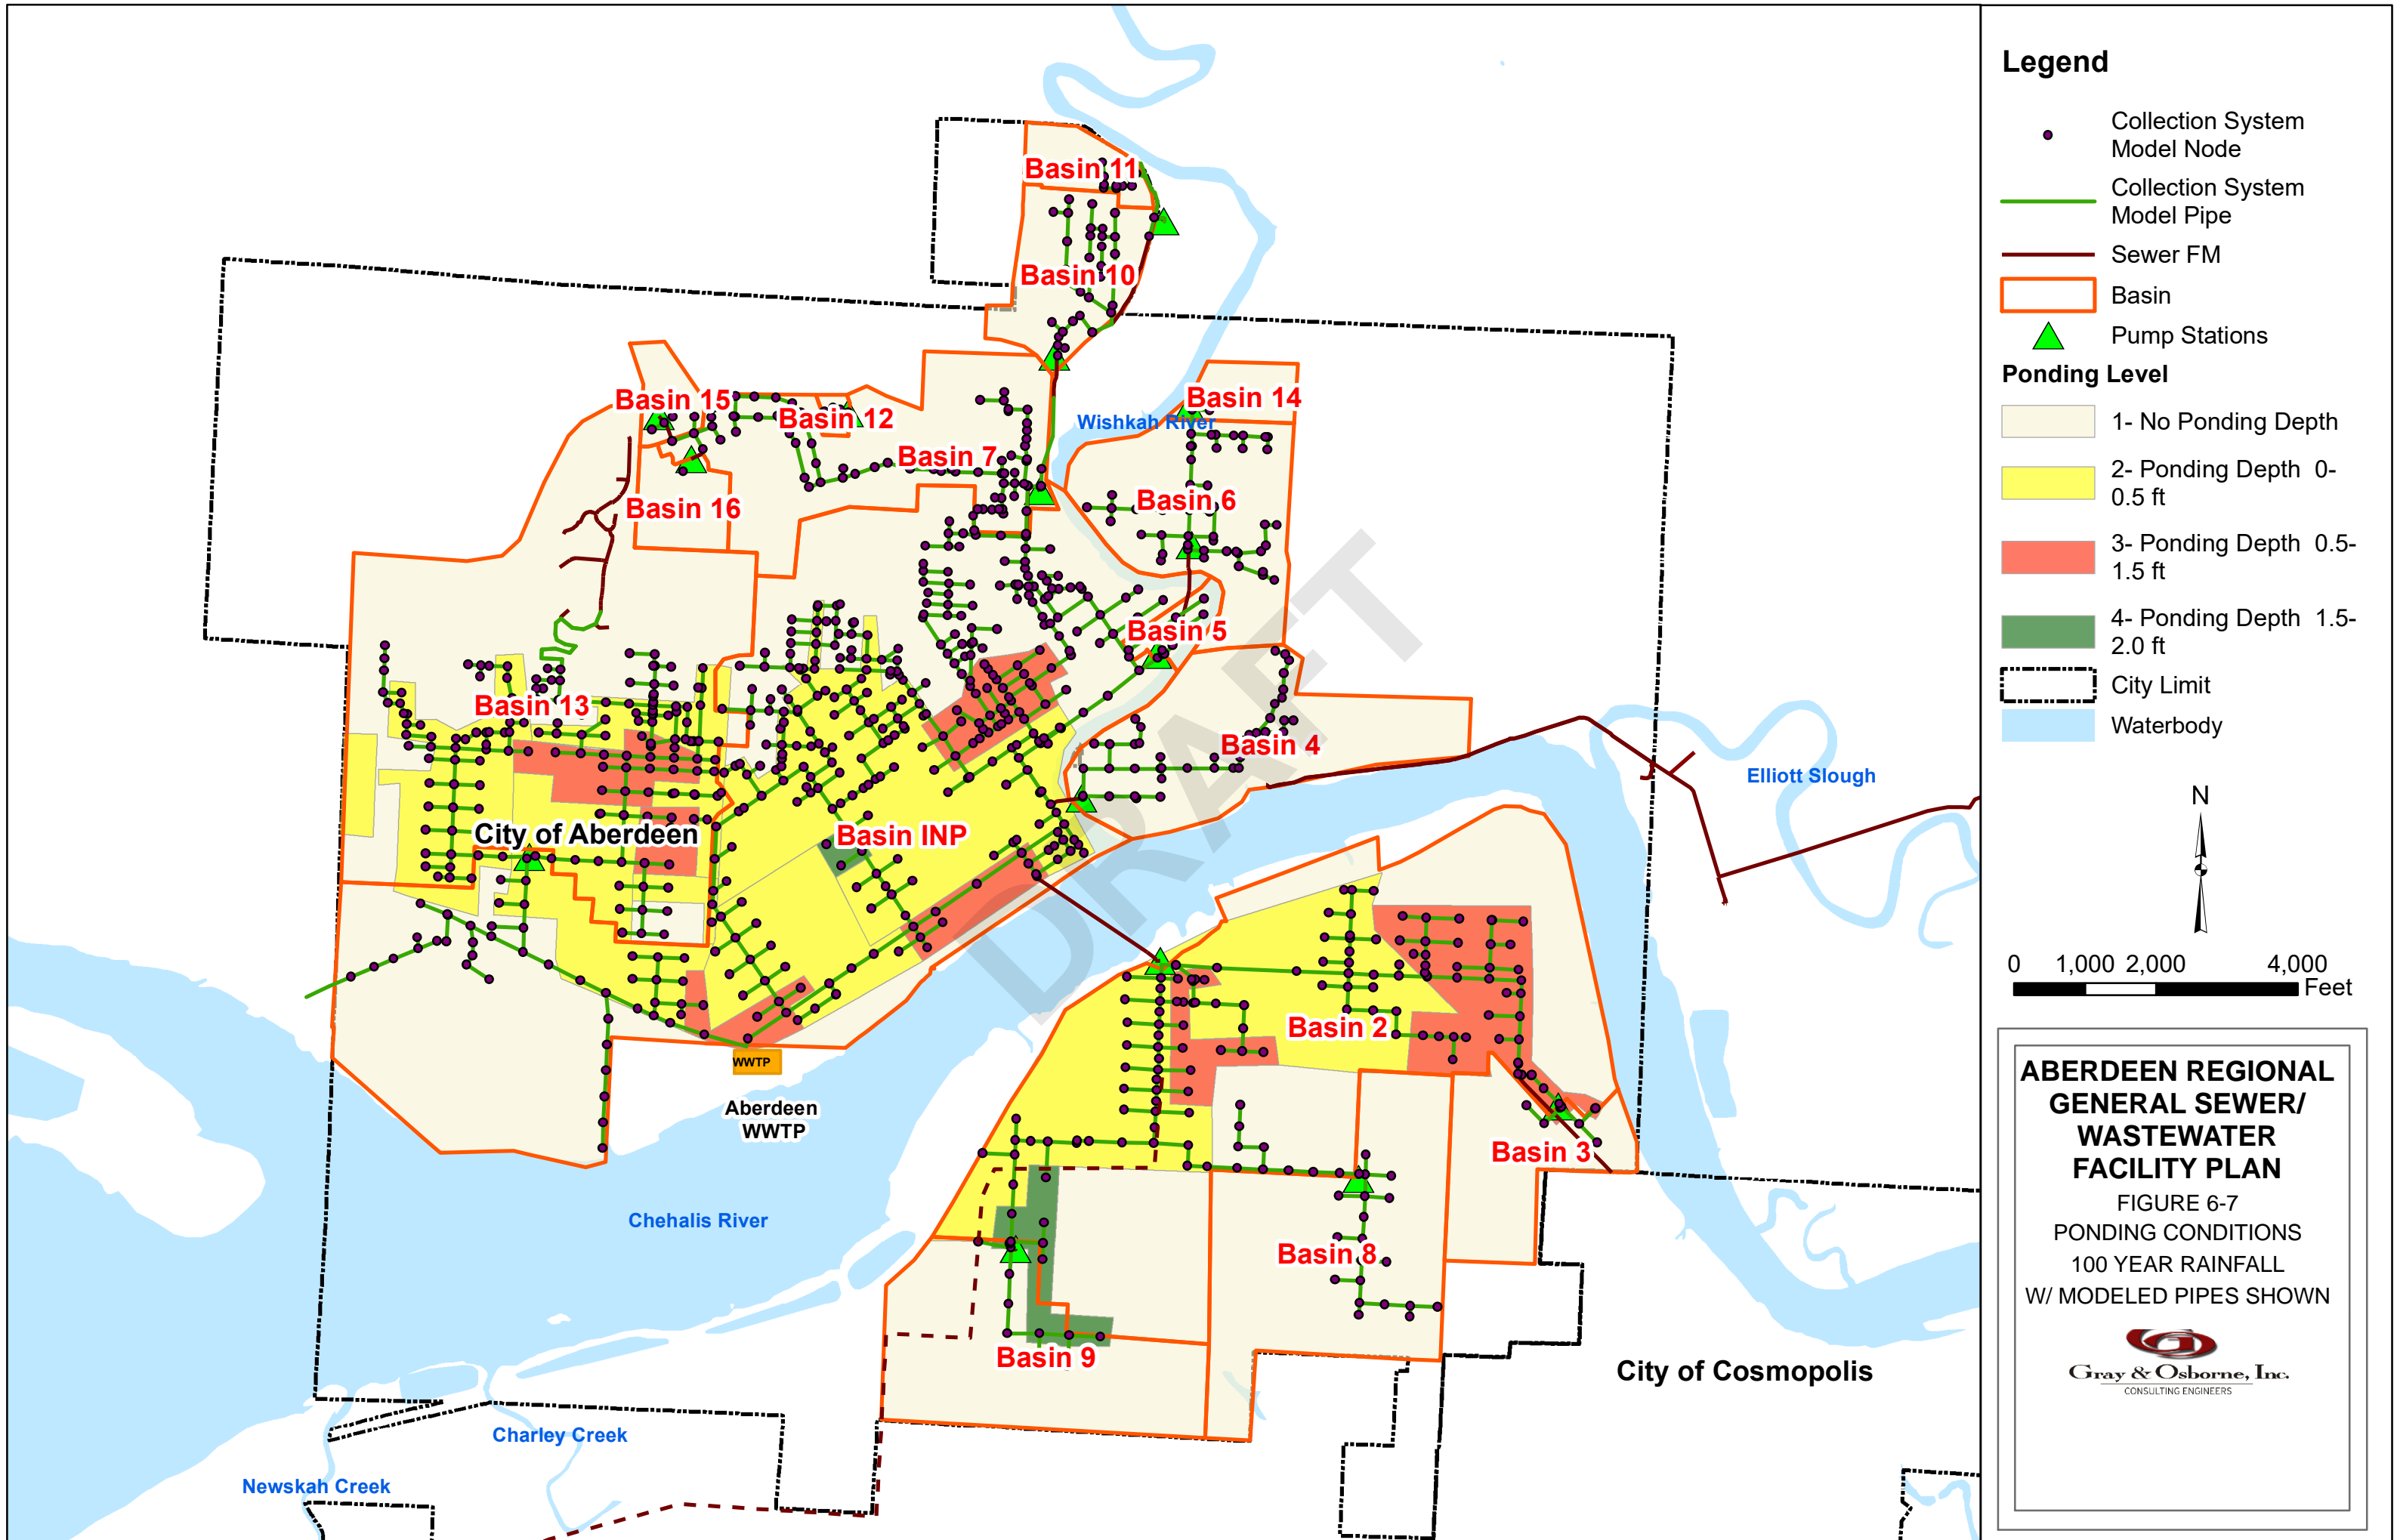 Basin 11
Basin 10
Basin 15
Basin 12
Basin 14
Wishkah River
Basin 7
Basin 6
Basin 16
Basin 5
Basin 13
Basin 4
Elliott Slough
City of Aberdeen
Basin INP
DRAFT
Basin 2
WWTP
Aberdeen
WWTP
Basin 3
Chehalis River
Basin 8
Basin 9
City of Cosmopolis
Charley Creek
Newskah Creek
Legend
Collection System
Model Node
Collection System
Model Pipe
Sewer FM
Basin
Pump Stations
Ponding Level
1- No Ponding Depth
2- Ponding Depth 0-
0.5 ft
3- Ponding Depth 0.5-
1.5 ft
4- Ponding Depth 1.5-
2.0 ft
City Limit
Waterbody
N
0 1,000 2,000 4,000
Feet
ABERDEEN REGIONAL
GENERAL SEWER/
WASTEWATER
FACILITY PLAN
FIGURE 6-7
PONDING CONDITIONS
100 YEAR RAINFALL
W/ MODELED PIPES SHOWN
Gray & Osborne, Inc.
CONSULTING ENGINEERS